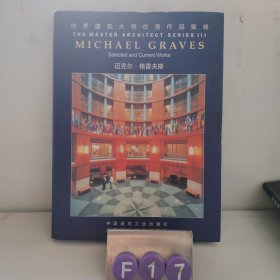 世界建筑大师优秀作品集锦
THE MASTER ARCHITECT SERIES III
MICHAEL GRAVES
Selected and Current Works
迈克尔·格雷夫斯
中国建筑工业出版社
F17